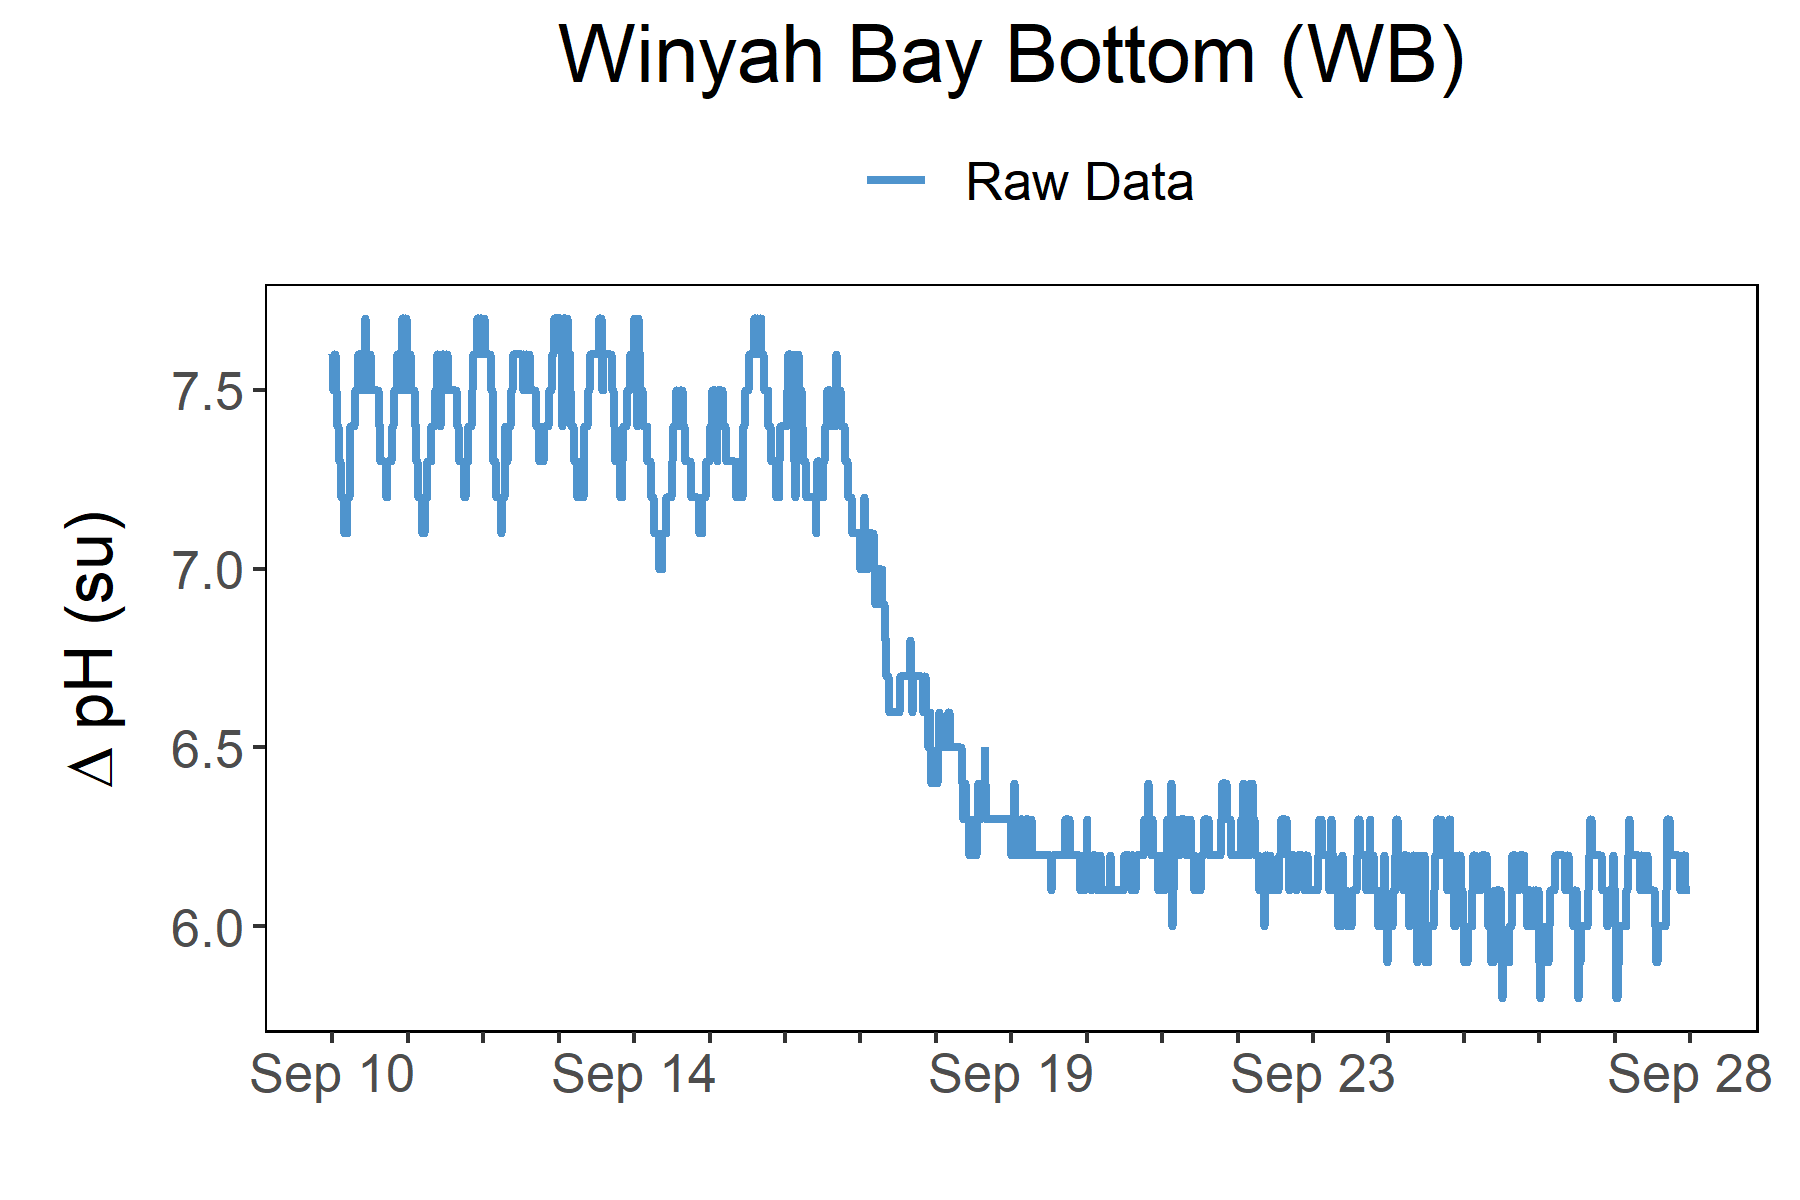 Winyah Bay Bottom (WB)
Raw Data
Δ pH (su)
7.5
7.0
6.5
6.0
Sep 10 Sep 14 Sep 19 Sep 23 Sep 28